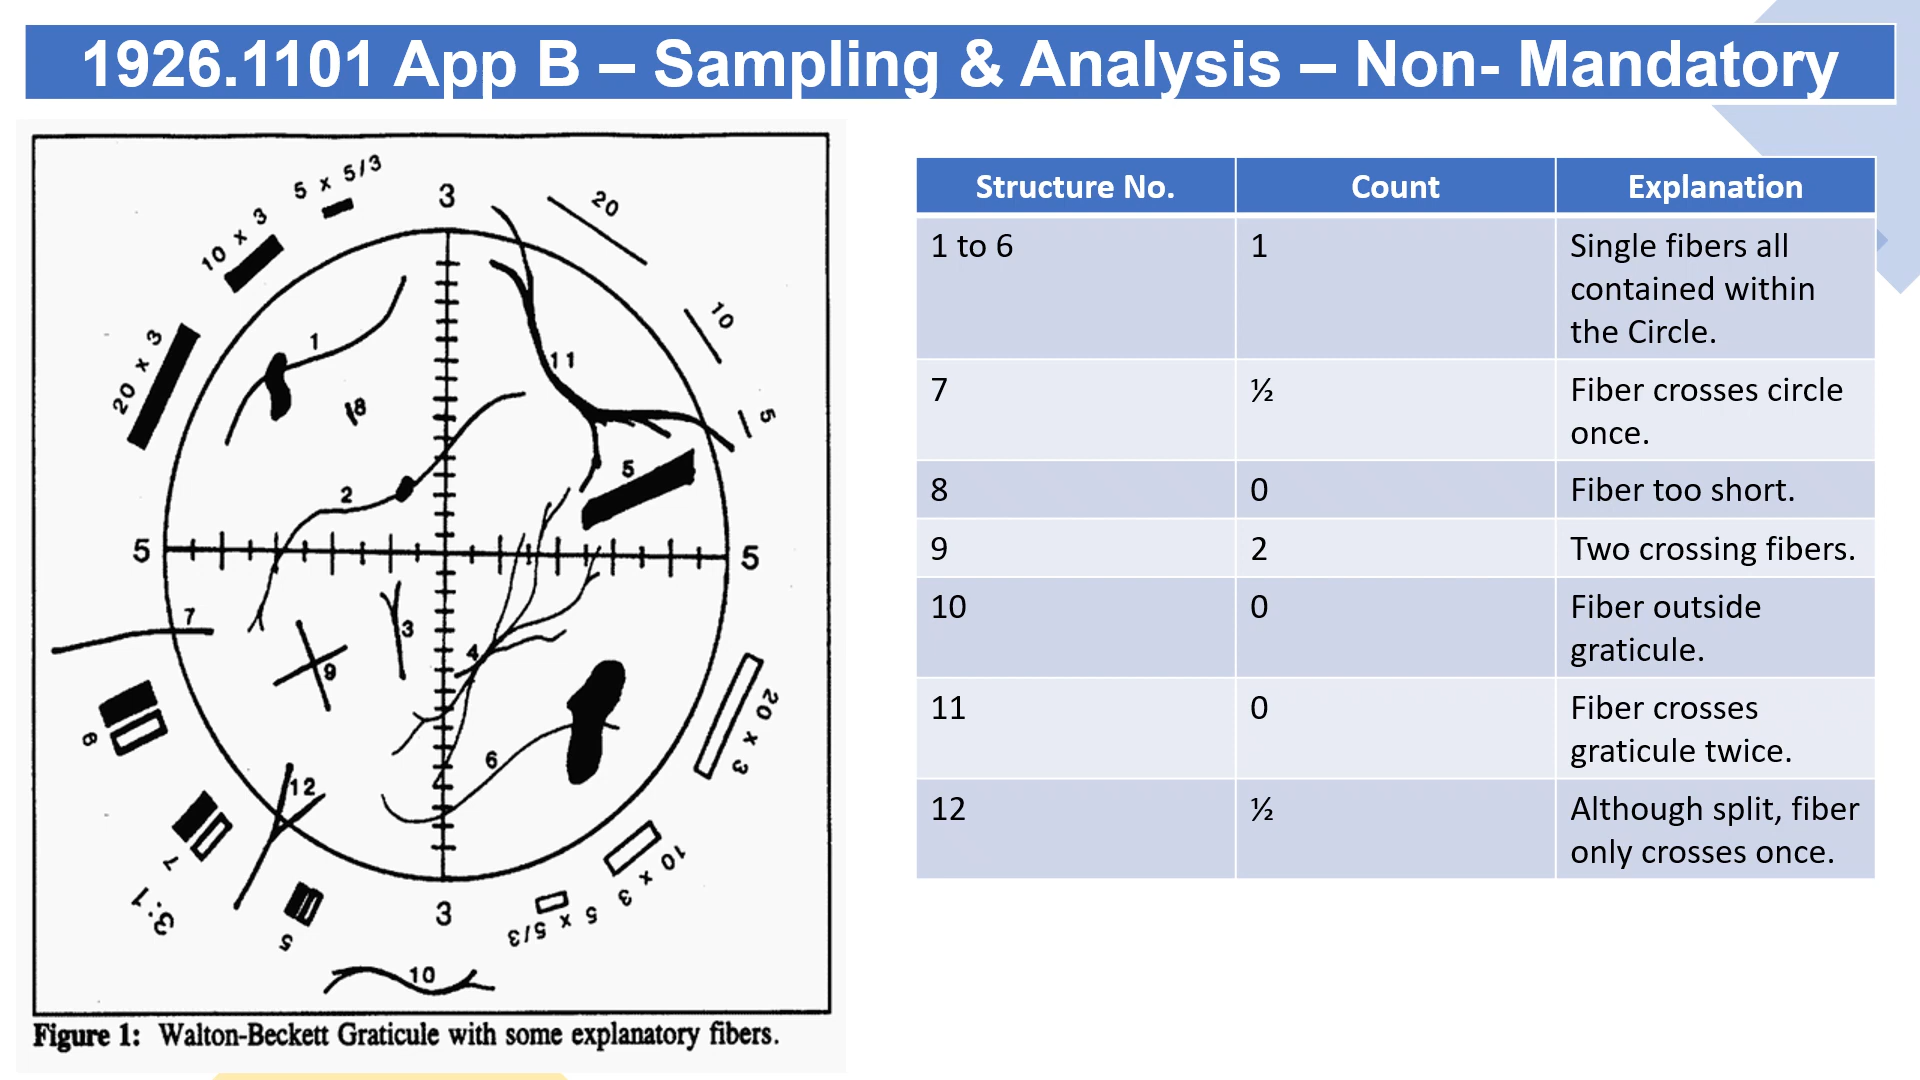 1926.1101 App B – Sampling & Analysis – Non- Mandatory
5 x 5/3
3
20
10 x 3
10
20 x 3
1
11
8
5
5
2
5
5
7
3
4
9
20 x 3
6
6
12
7
10 x 3
3.1
5
3
5 x 5/3
10
Figure 1: Walton-Beckett Graticule with some explanatory fibers.
Structure No. Count Explanation
1 to 6 1 Single fibers all
contained within
the Circle.
7 ½ Fiber crosses circle
once.
8 0 Fiber too short.
9 2 Two crossing fibers.
10 0 Fiber outside
graticule.
11 0 Fiber crosses
graticule twice.
12 ½ Although split, fiber
only crosses once.